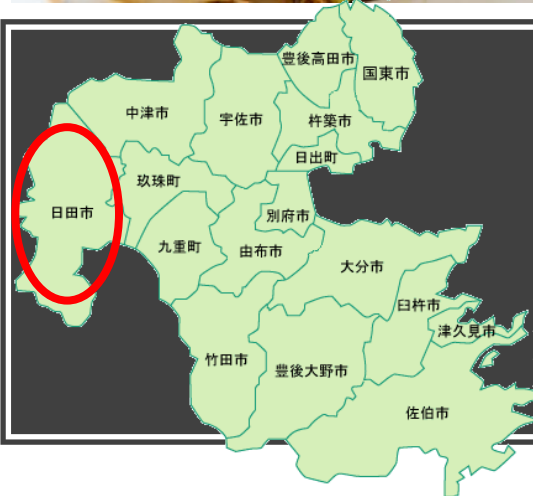 豊後高田市
国東市
中津市
宇佐市
杵築市
日出町
玖珠町
日田市
別府市
九重町
由布市
大分市
臼杵市
津久見市
竹田市
豊後大野市
佐伯市